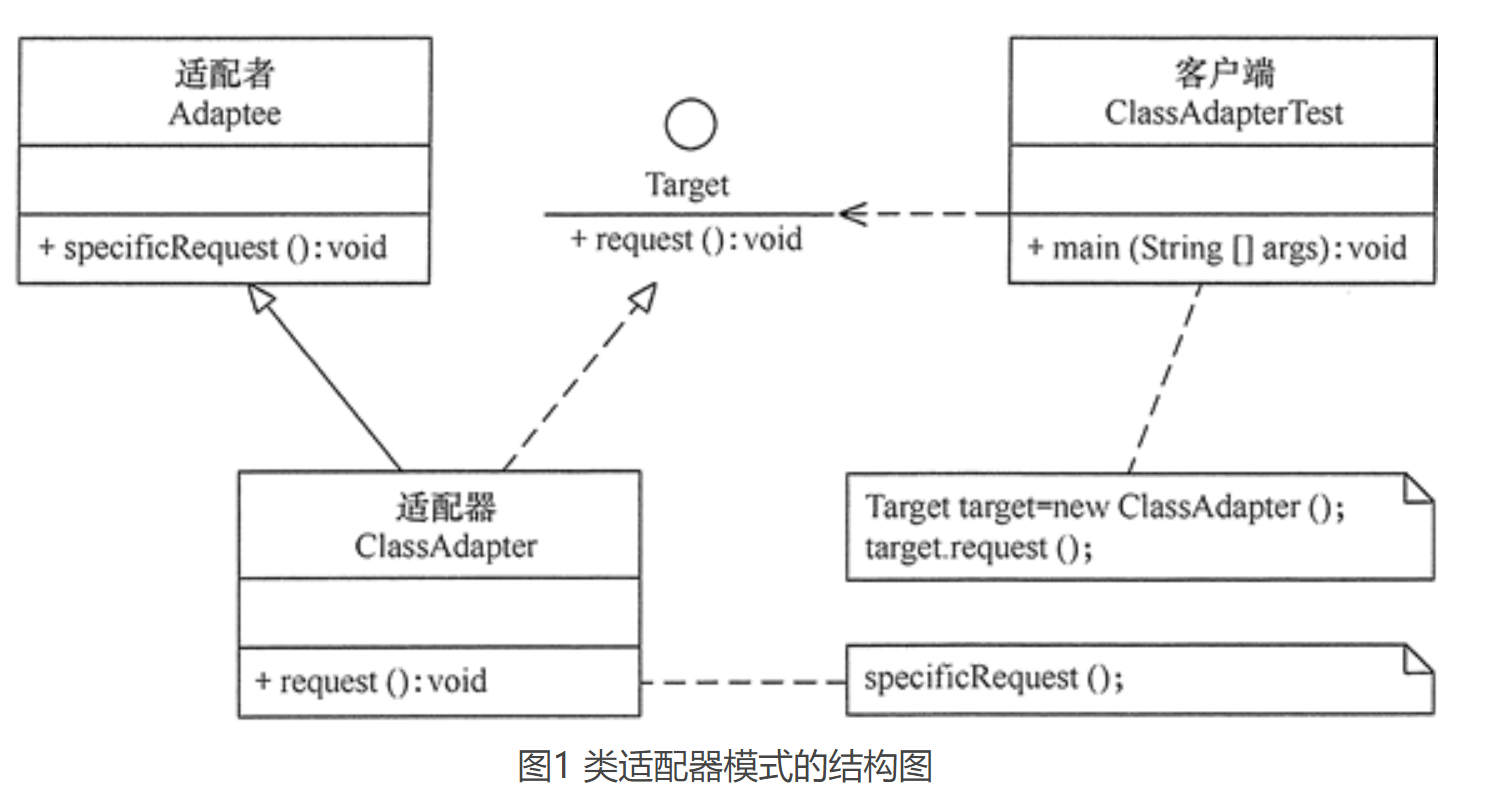 适配者
Adaptee
+ specificRequest ():void
Target
+ request ():void
客户端
ClassAdapterTest
+ main (String [] args):void
适配器
ClassAdapter
+ request ():void
Target target=new ClassAdapter ();
target.request ();
specificRequest ();
图1 类适配器模式的结构图